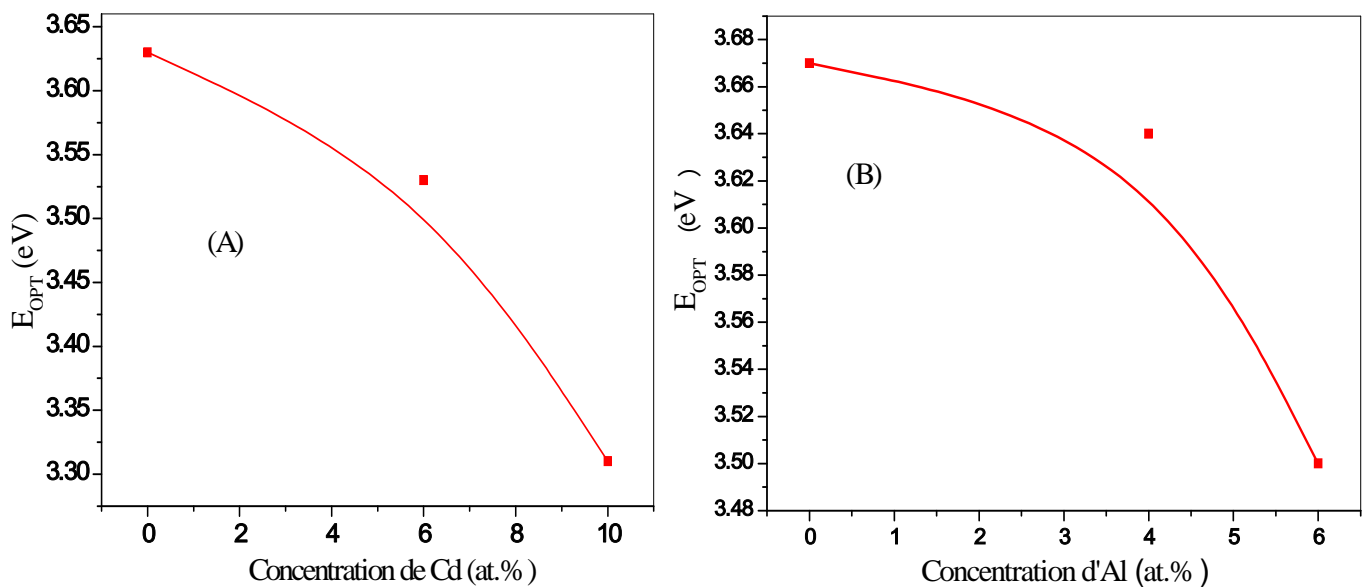 3.65
3.60
3.55
3.50
3.45
3.40
3.35
3.30
E_OPT (eV)
(A)
0 2 4 6 8 10
Concentration de Cd (at.%)
3.68
3.66
3.64
3.62
3.60
3.58
3.56
3.54
3.52
3.50
3.48
E_OPT (eV)
(B)
0 1 2 3 4 5 6
Concentration d'Al (at.%)